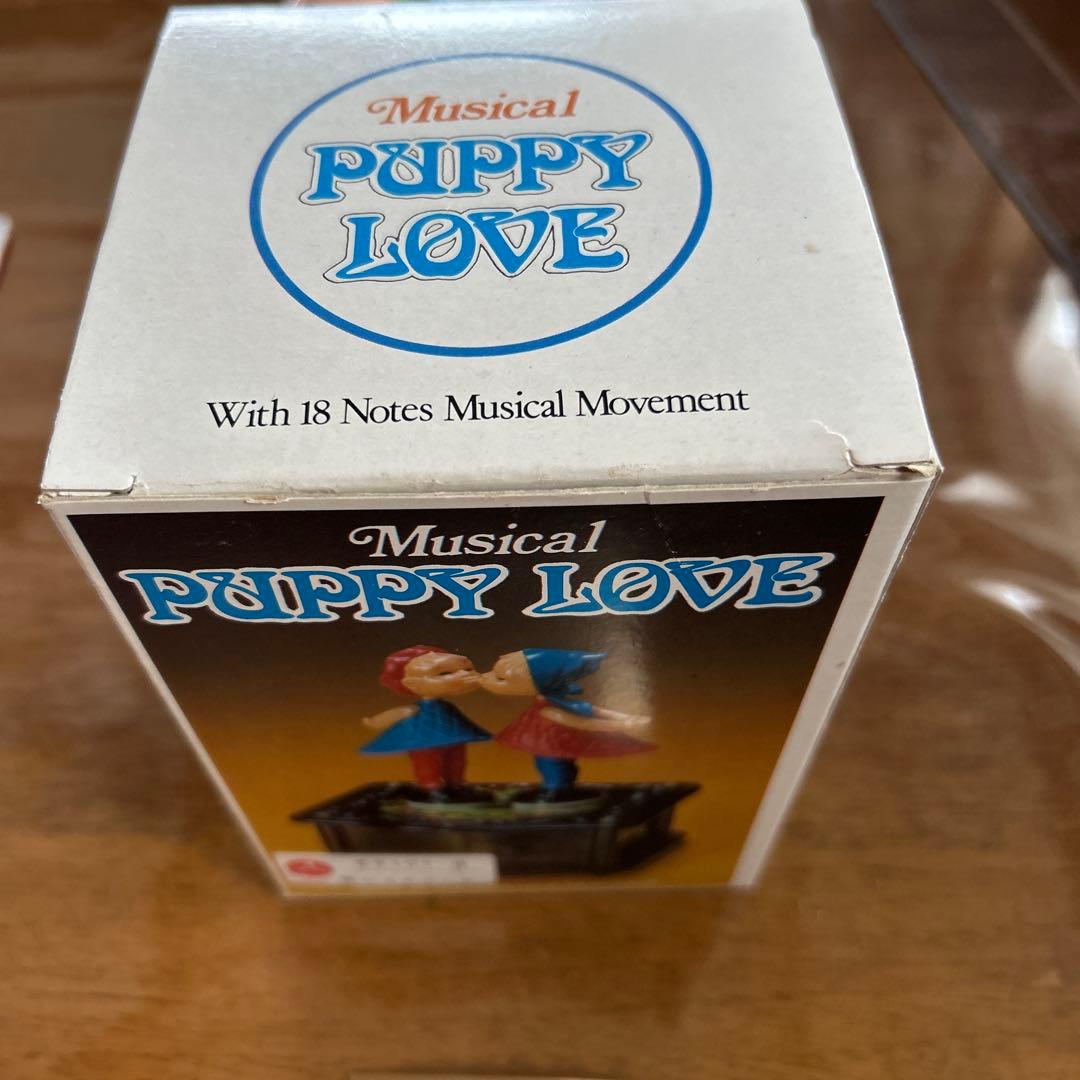 Musical
PUPPY
LOVE
With 18 Notes Musical Movement
Musical
PUPPY LOVE